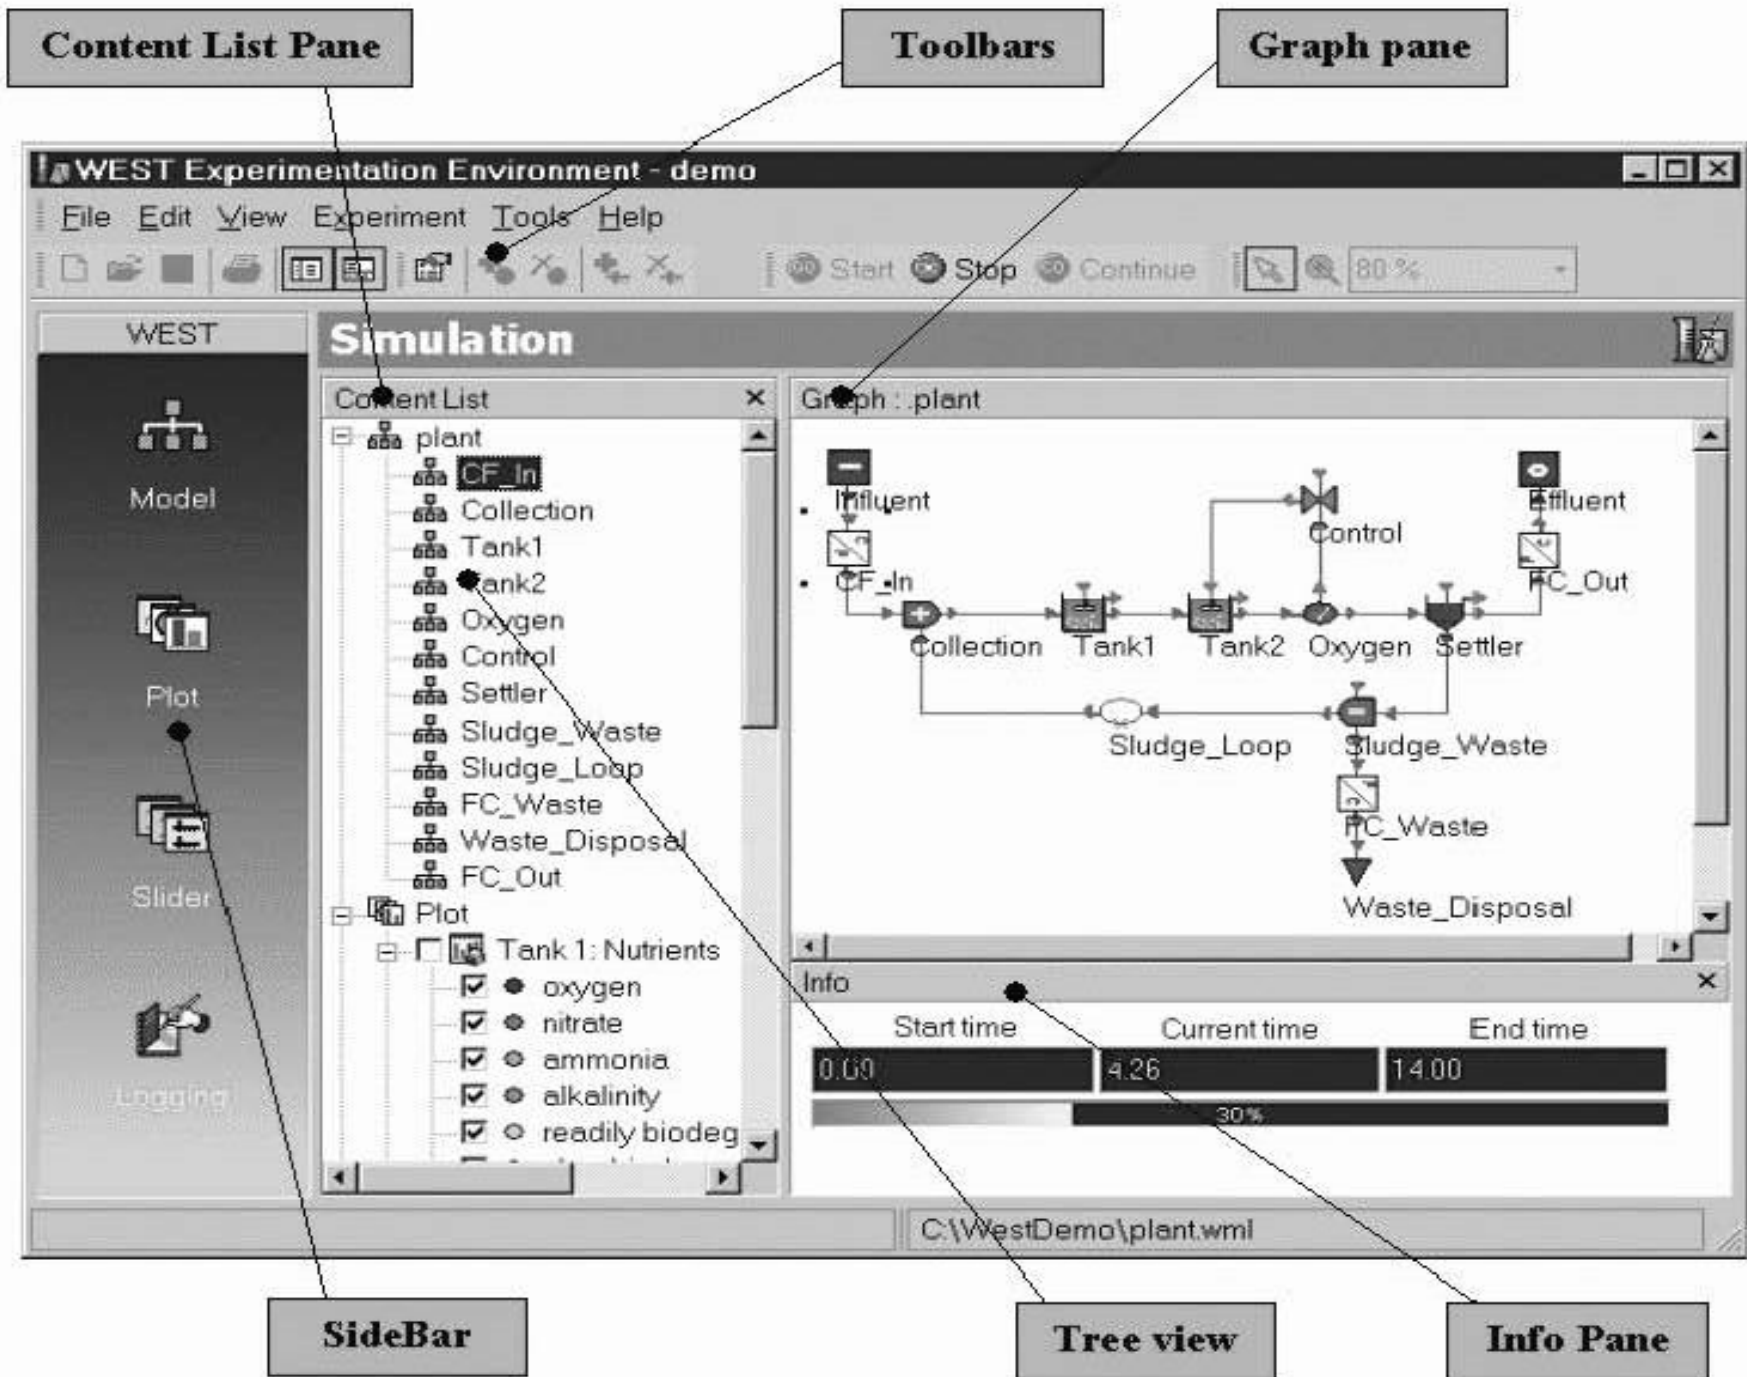 Content List Pane
Toolbars
Graph pane
WEST Experimentation Environment - demo
File Edit View Experiment Tools Help
Start Stop Continue 80 %
WEST
Simulation
Model
Plot
Slider
Logging
Content List
plant
CF_In
Collection
Tank1
Tank2
Oxygen
Control
Settler
Sludge_Waste
Sludge_Loop
FC_Waste
Waste_Disposal
FC_Out
Plot
Tank 1: Nutrients
oxygen
nitrate
ammonia
alkalinity
readily biodeg
Graph : .plant
Influent
Effluent
Control
CF_In
FC_Out
Collection Tank1 Tank2 Oxygen Settler
Sludge_Loop Sludge_Waste
FC_Waste
Waste_Disposal
Info
Start time Current time End time
0.00 4.26 14.00
30%
C:\WestDemo\plant.wml
SideBar
Tree view
Info Pane